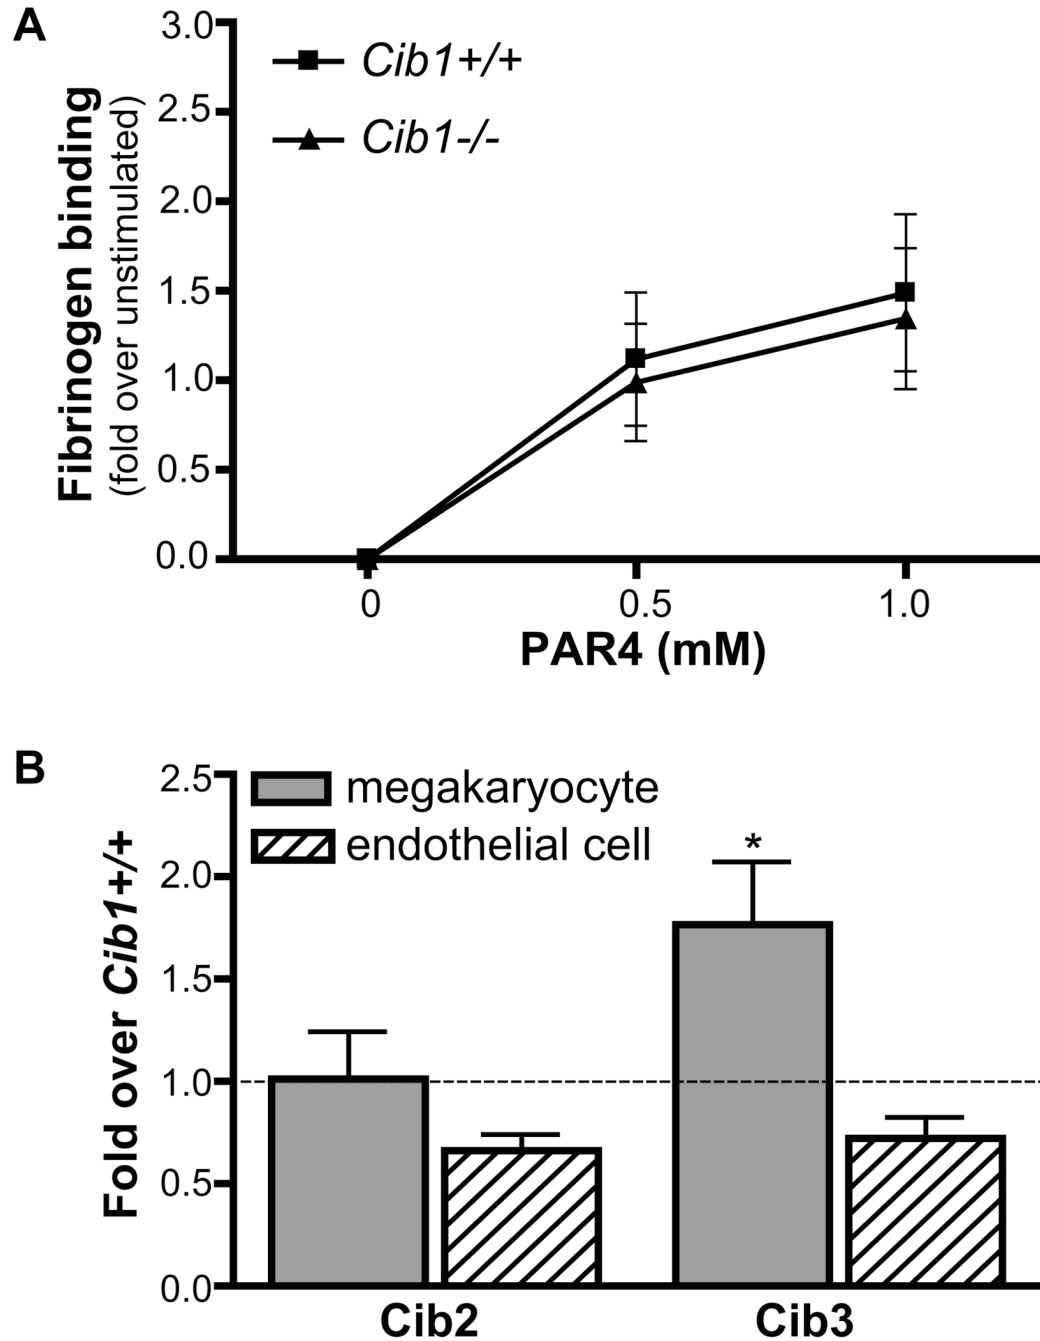 A
3.0
2.5
2.0
1.5
1.0
0.5
0.0
Fibrinogen binding
(fold over unstimulated)
Cib1+/+
Cib1-/-
0 0.5 1.0
PAR4 (mM)
B
2.5
2.0
1.5
1.0
0.5
0.0
Fold over Cib1+/+
megakaryocyte
endothelial cell
*
Cib2 Cib3